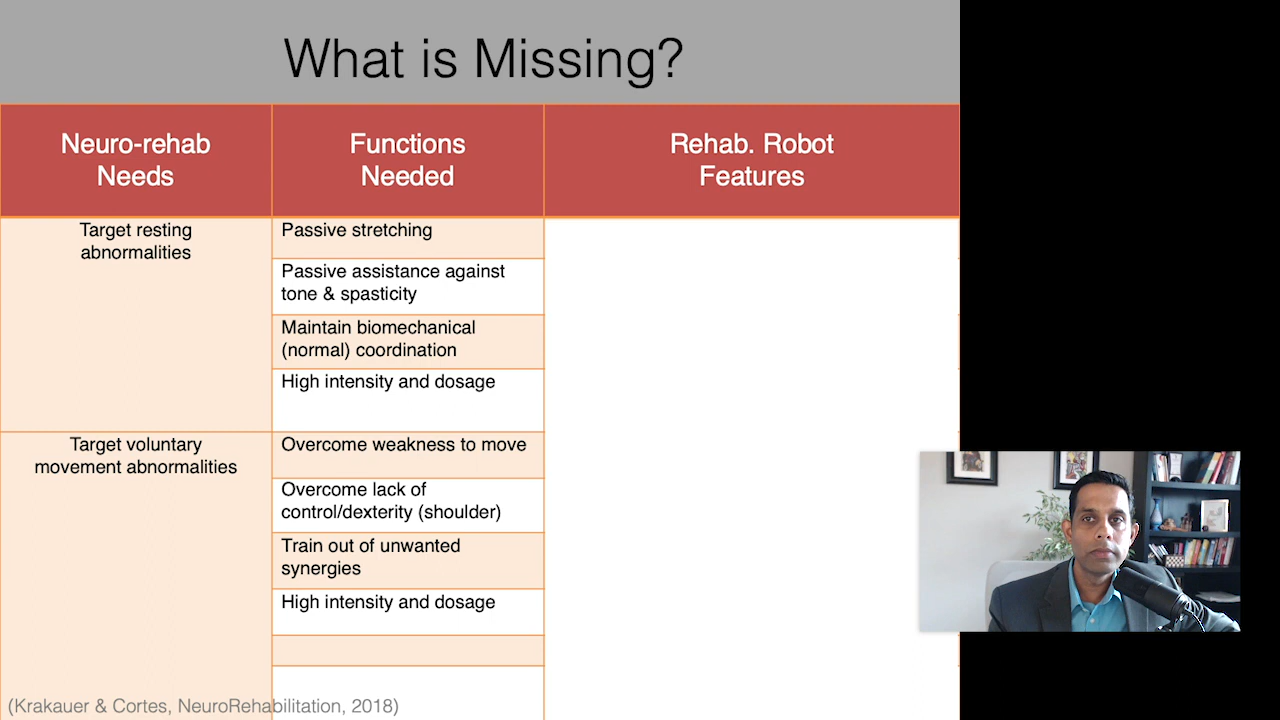 What is Missing?
Neuro-rehab
Needs
Functions
Needed
Rehab. Robot
Features
Target resting
abnormalities
Passive stretching
Passive assistance against
tone & spasticity
Maintain biomechanical
(normal) coordination
High intensity and dosage
Target voluntary
movement abnormalities
Overcome weakness to move
Overcome lack of
control/dexterity (shoulder)
Train out of unwanted
synergies
High intensity and dosage
(Krakauer & Cortes, NeuroRehabilitation, 2018)